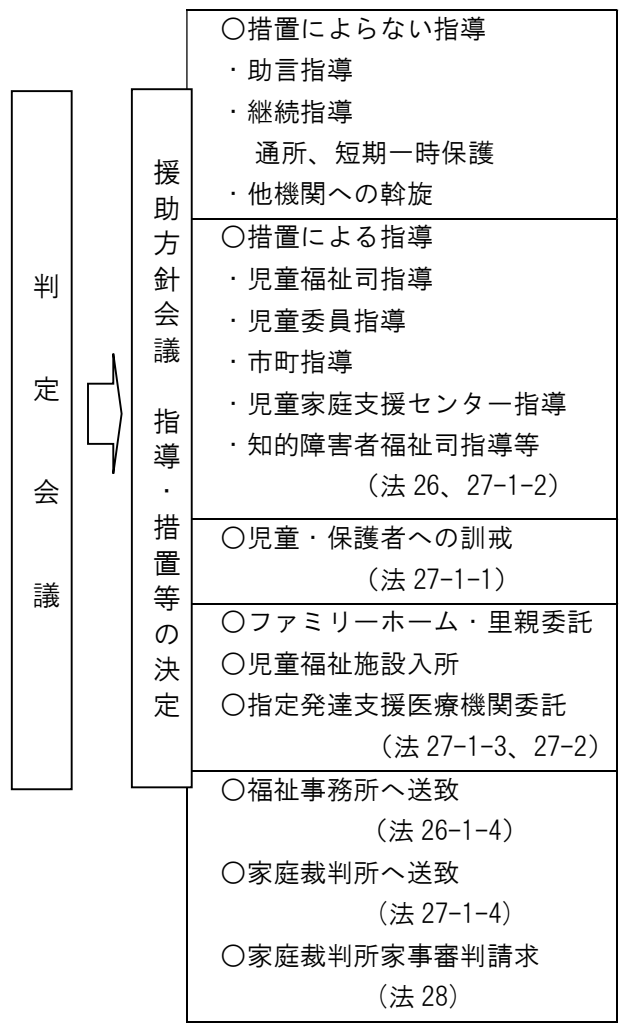 判定会議
援助方針会議 指導・措置等の決定
○措置によらない指導
・助言指導
・継続指導
通所、短期一時保護
・他機関への斡旋
○措置による指導
・児童福祉司指導
・児童委員指導
・市町指導
・児童家庭支援センター指導
・知的障害者福祉司指導等
（法 26、27-1-2）
○児童・保護者への訓戒
（法 27-1-1）
○ファミリーホーム・里親委託
○児童福祉施設入所
○指定発達支援医療機関委託
（法 27-1-3、27-2）
○福祉事務所へ送致
（法 26-1-4）
○家庭裁判所へ送致
（法 27-1-4）
○家庭裁判所家事審判請求
（法 28）